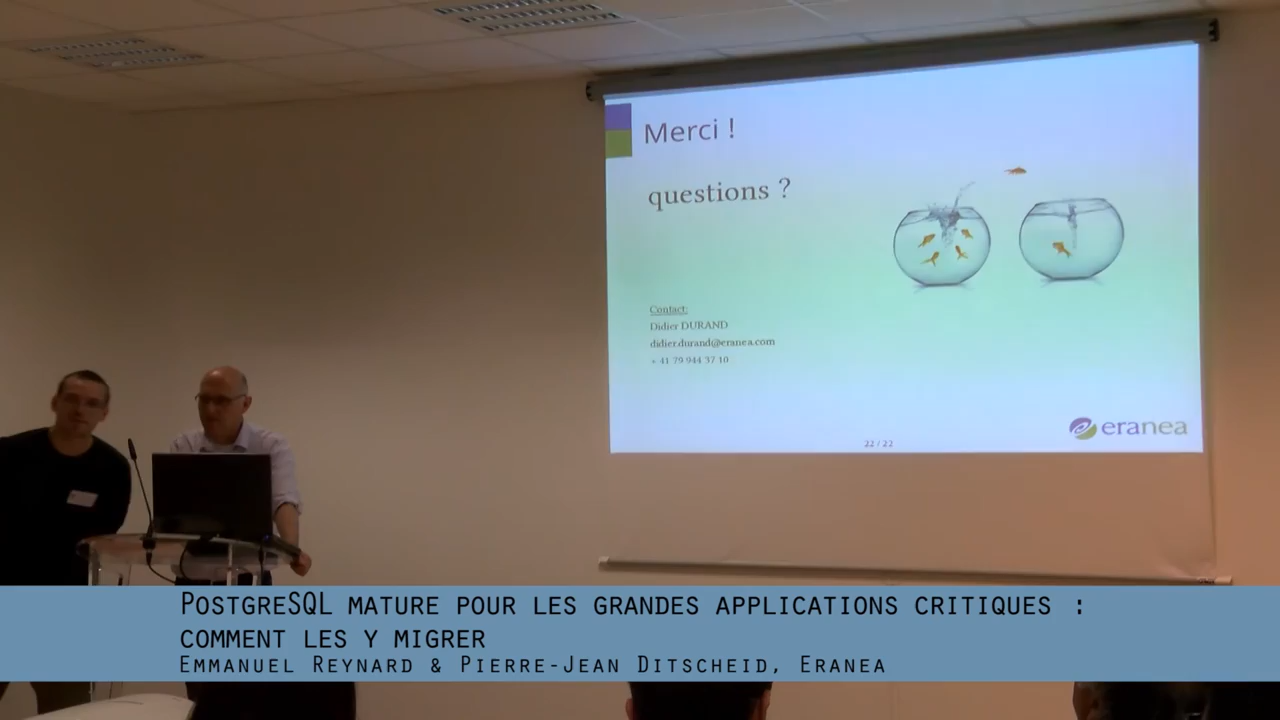 Merci !
questions ?
Contact:
Didier DURAND
didier.durand@eranea.com
+ 41 79 944 37 10
eranea
22 / 22
PostgreSQL mature pour les grandes applications critiques :
comment les y migrer
Emmanuel Reynard & Pierre-Jean Ditscheid, Eranea